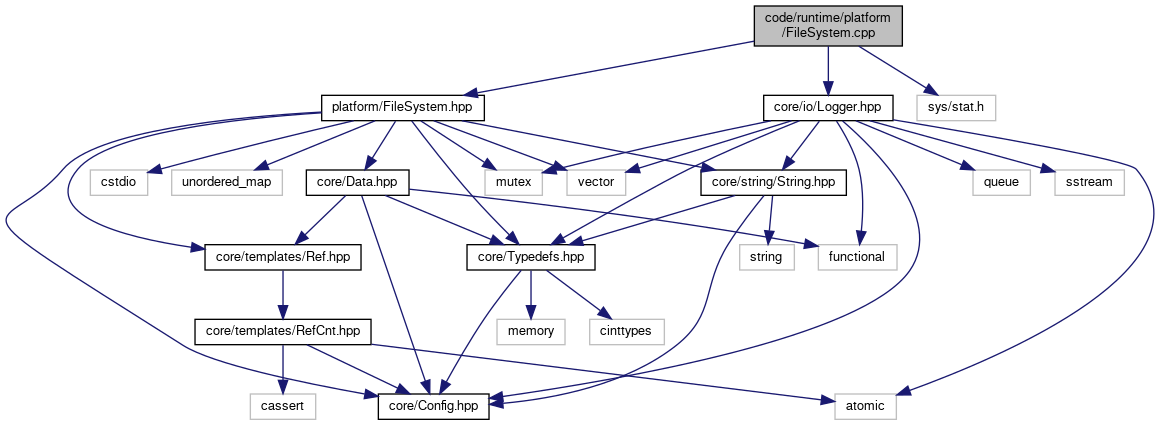 code/runtime/platform
/FileSystem.cpp
platform/FileSystem.hpp
core/io/Logger.hpp
sys/stat.h
cstdio
unordered_map
core/Data.hpp
mutex
vector
core/string/String.hpp
queue
sstream
core/templates/Ref.hpp
core/Typedefs.hpp
string
functional
core/templates/RefCnt.hpp
memory
cinttypes
cassert
core/Config.hpp
atomic